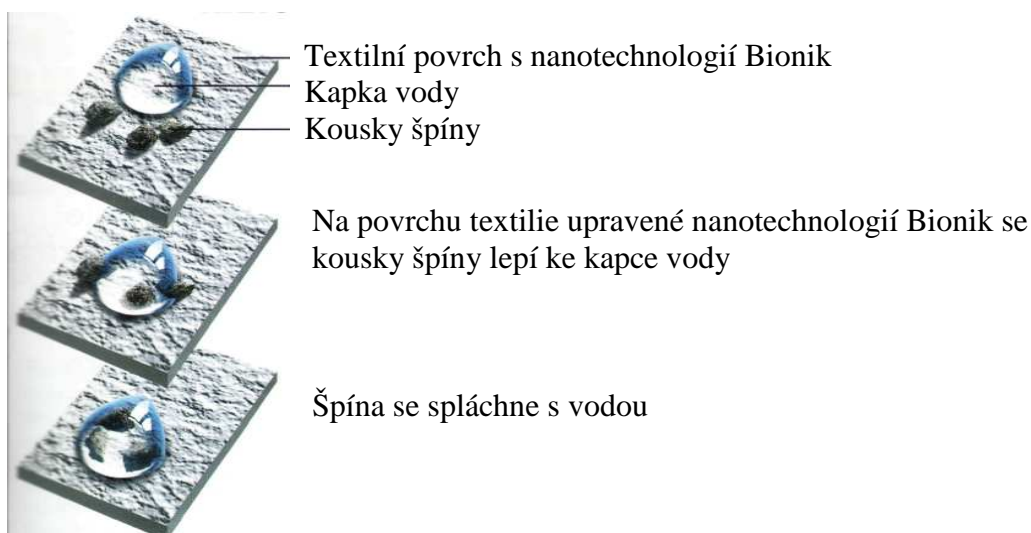 Textilní povrch s nanotechnologií Bionik
Kapka vody
Kousky špíny
Na povrchu textilie upravené nanotechnologií Bionik se
kousky špíny lepí ke kapce vody
Špína se spláchne s vodou